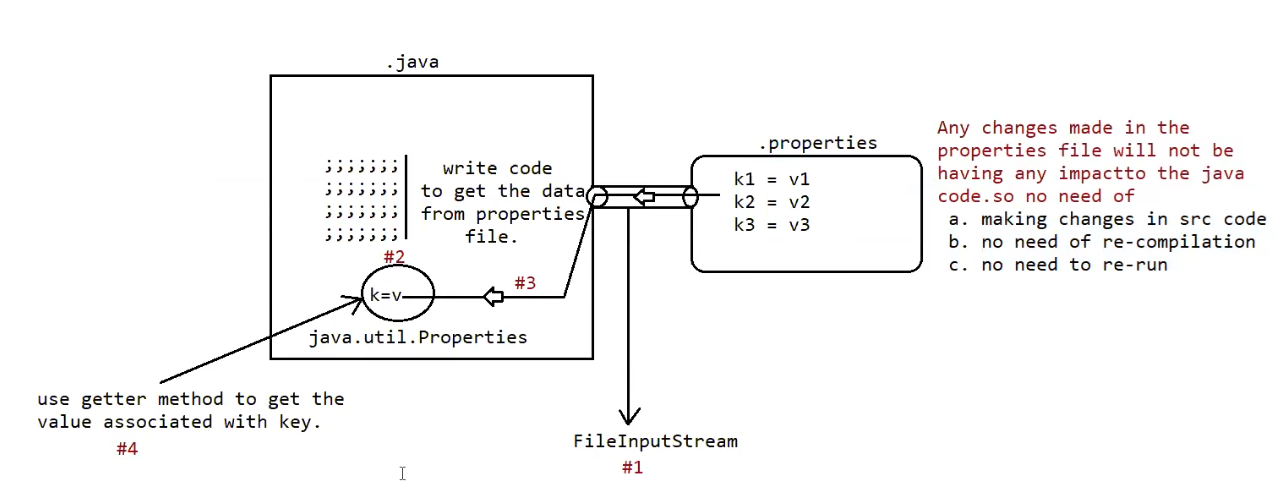 .java
;;;;;;;
;;;;;;;
;;;;;;;
;;;;;;;
write code
to get the data
from properties
file.
#2
k=v
#3
java.util.Properties
.properties
k1 = v1
k2 = v2
k3 = v3
Any changes made in the
properties file will not be
having any impactto the java
code.so no need of
a. making changes in src code
b. no need of re-compilation
c. no need to re-run
use getter method to get the
value associated with key.
#4
FileInputStream
#1